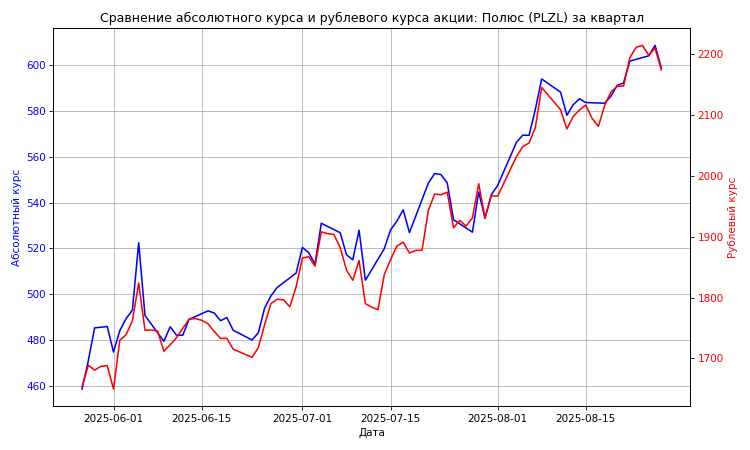 Сравнение абсолютного курса и рублевого курса акции: Полюс (PLZL) за квартал
Абсолютный курс
600
580
560
540
520
500
480
460
2200
2100
2000
1900
1800
1700
Рублевый курс
2025-06-01 2025-06-15 2025-07-01 2025-07-15 2025-08-01 2025-08-15
Дата